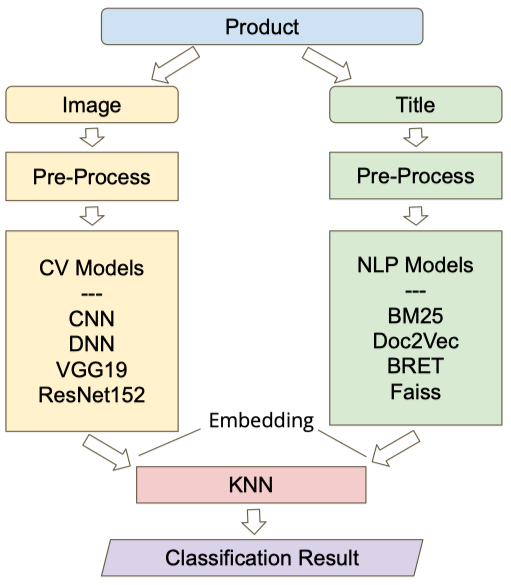 Product
Image
Title
Pre-Process
Pre-Process
CV Models
---
CNN
DNN
VGG19
ResNet152
NLP Models
---
BM25
Doc2Vec
BRET
Faiss
Embedding
KNN
Classification Result